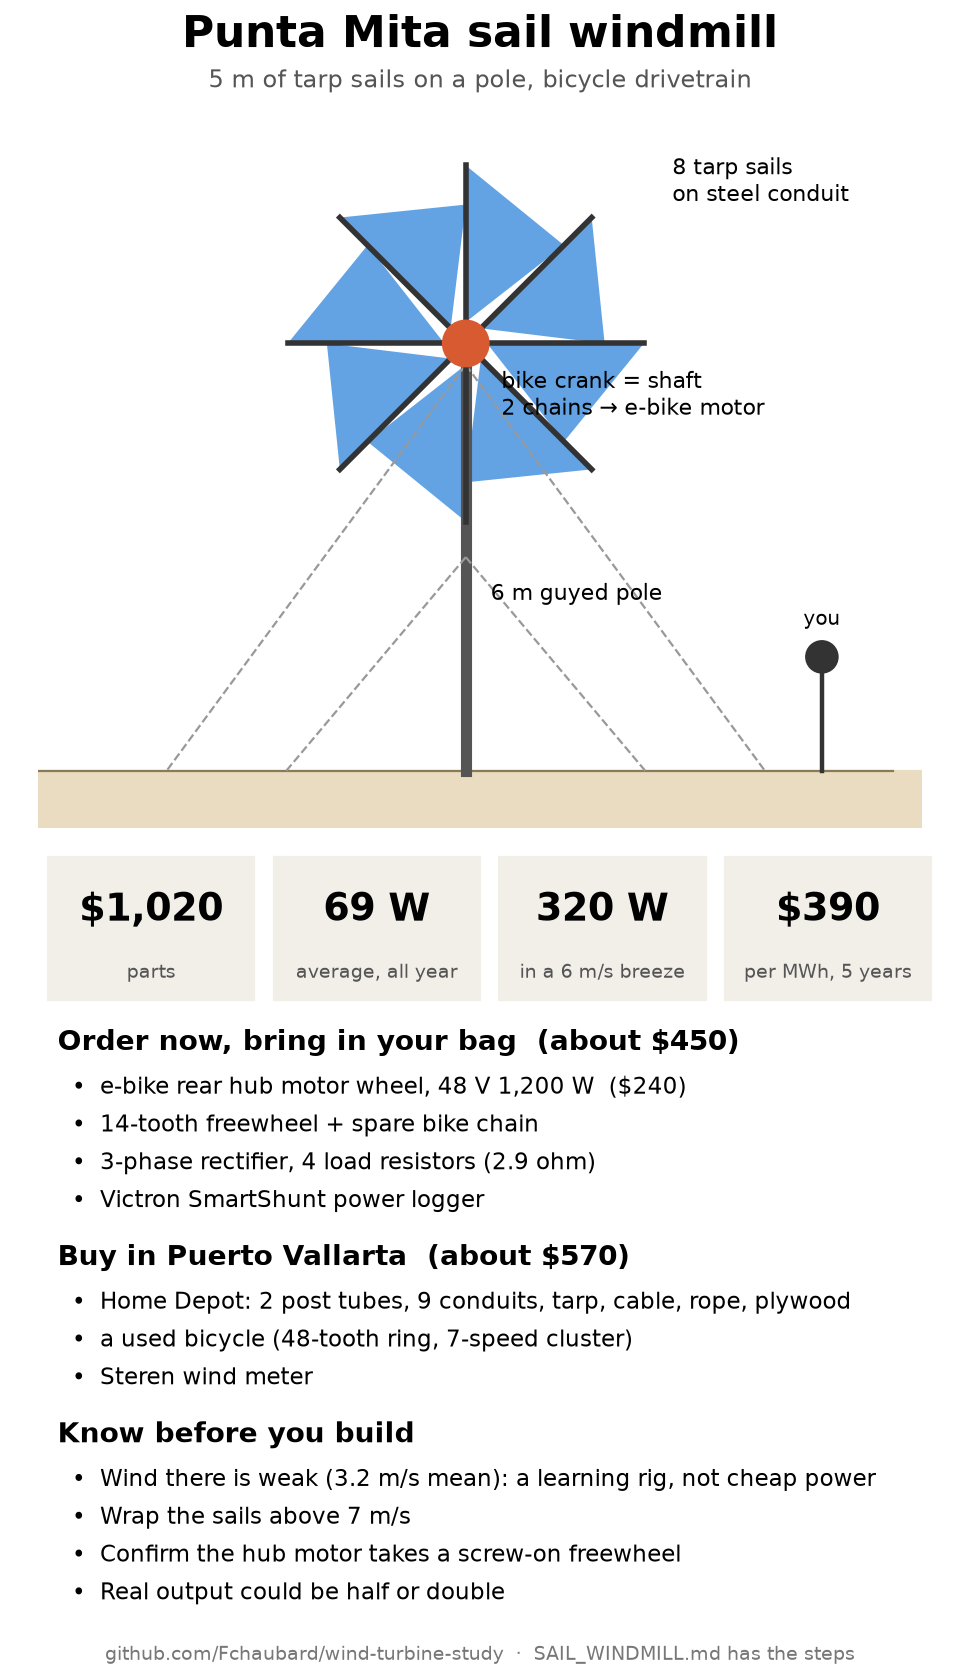 Punta Mita sail windmill
5 m of tarp sails on a pole, bicycle drivetrain
8 tarp sails
on steel conduit
bike crank = shaft
2 chains → e-bike motor
6 m guyed pole
you
$1,020
parts
69 W
average, all year
320 W
in a 6 m/s breeze
$390
per MWh, 5 years
Order now, bring in your bag (about $450)
• e-bike rear hub motor wheel, 48 V 1,200 W ($240)
• 14-tooth freewheel + spare bike chain
• 3-phase rectifier, 4 load resistors (2.9 ohm)
• Victron SmartShunt power logger
Buy in Puerto Vallarta (about $570)
• Home Depot: 2 post tubes, 9 conduits, tarp, cable, rope, plywood
• a used bicycle (48-tooth ring, 7-speed cluster)
• Steren wind meter
Know before you build
• Wind there is weak (3.2 m/s mean): a learning rig, not cheap power
• Wrap the sails above 7 m/s
• Confirm the hub motor takes a screw-on freewheel
• Real output could be half or double
github.com/Fchaubard/wind-turbine-study · SAIL_WINDMILL.md has the steps